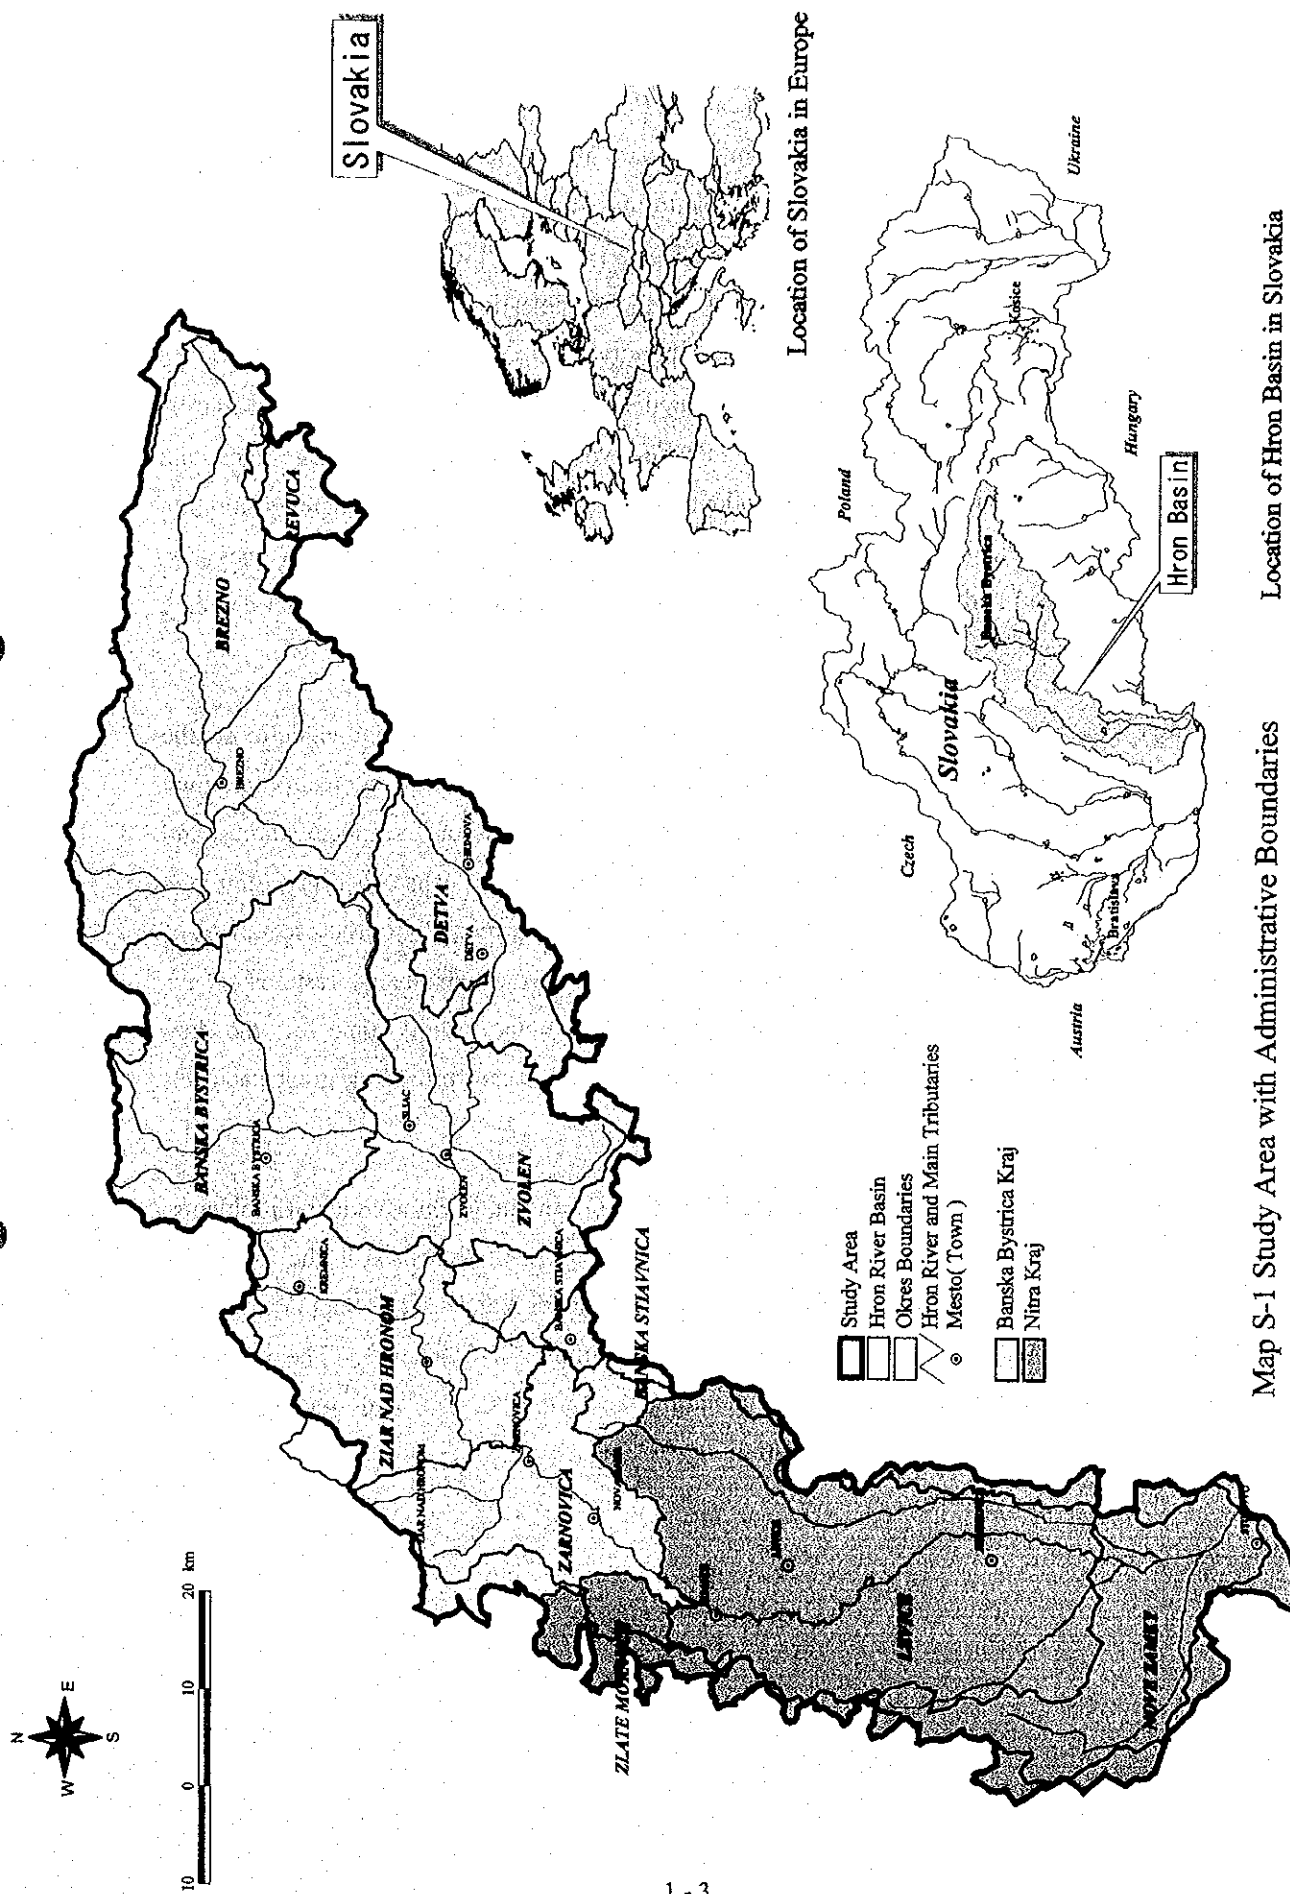 N
W
E
S
10
0
10
20 km
BREZNO
BREZNO
BANSKA BYSTRICA
BANSKA BYSTRICA
DETVA
DETVA
SLIAC
ZVOLEN
ZVOLEN
KREMNICA
ZIAR NAD HRONOM
ZIAR NAD HRONOM
BANSKA STIAVNICA
BANSKA STIAVNICA
ZARNOVICA
LEVICE
LEVICE
NOVE ZAMKY
Slovakia
Location of Slovakia in Europe
Study Area
Hron River Basin
Okres Boundaries
Hron River and Main Tributaries
Mesto( Town )
Banska Bystrica Kraj
Nitra Kraj
Poland
Czech
Ukraine
Slovakia
Banska Bystrica
Kosice
Bratislava
Austria
Hungary
Hron Basin
Map S-1 Study Area with Administrative Boundaries
Location of Hron Basin in Slovakia
1 - 3